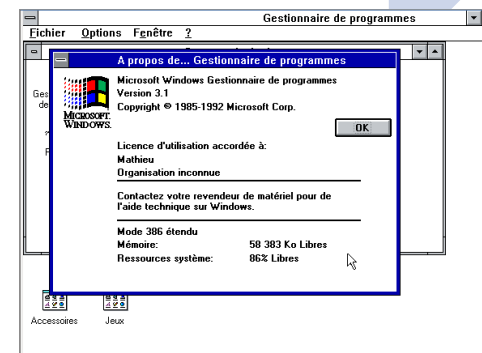 Gestionnaire de programmes
Fichier Options Fenêtre ?
A propos de... Gestionnaire de programmes
Microsoft Windows Gestionnaire de programmes
Version 3.1
Copyright © 1985-1992 Microsoft Corp.
MICROSOFT.
WINDOWS.
OK
Licence d'utilisation accordée à:
Mathieu
Organisation inconnue
Contactez votre revendeur de matériel pour de
l'aide technique sur Windows.
Mode 386 étendu
Mémoire: 58 383 Ko Libres
Ressources système: 86% Libres
Accessoires Jeux